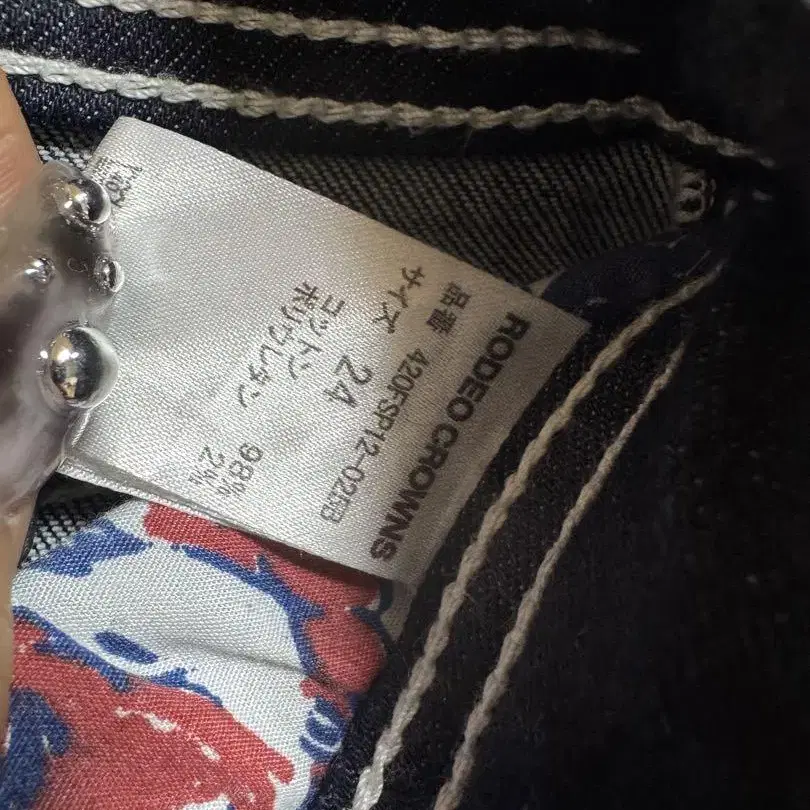 RODEO CROWNS
品番 420FSP12-025B
サイズ 24
コットン 98%
ポリウレタン 2%